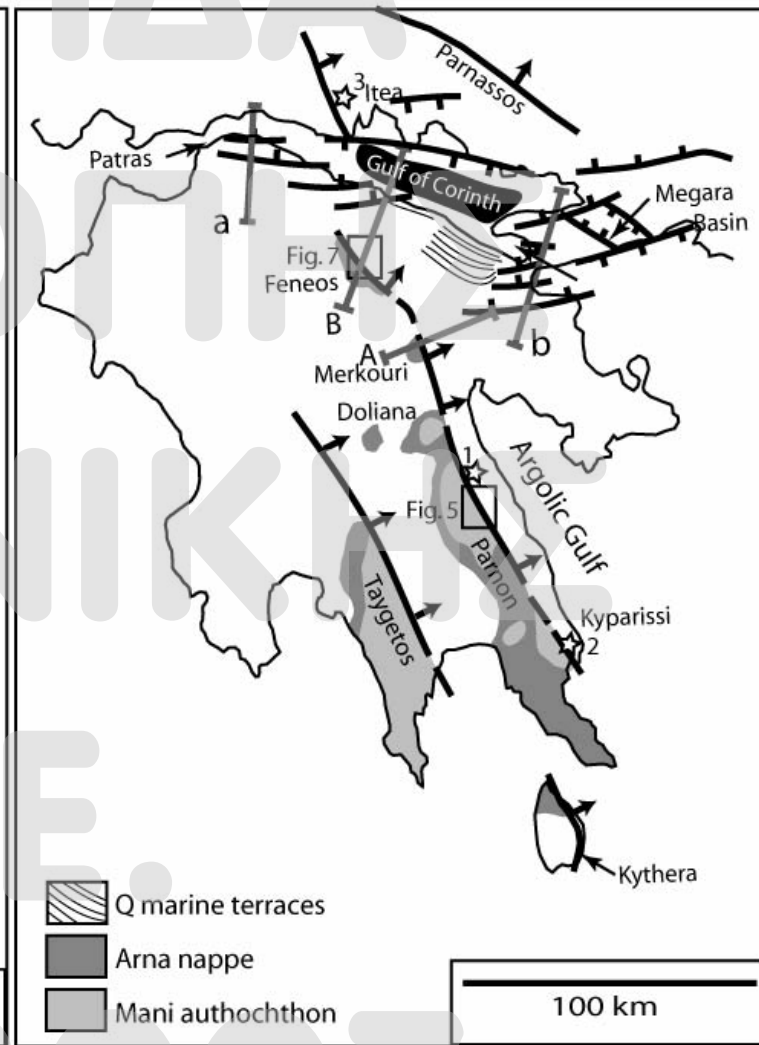 Parnassos
3
Itea
Patras
Gulf of Corinth
Megara
Basin
a
Fig. 7
Feneos
B
b
A
Merkouri
Doliana
1
Argolic Gulf
Fig. 5
Parnon
Taygetos
Kyparissi
2
Kythera
Q marine terraces
Arna nappe
Mani authochthon
100 km